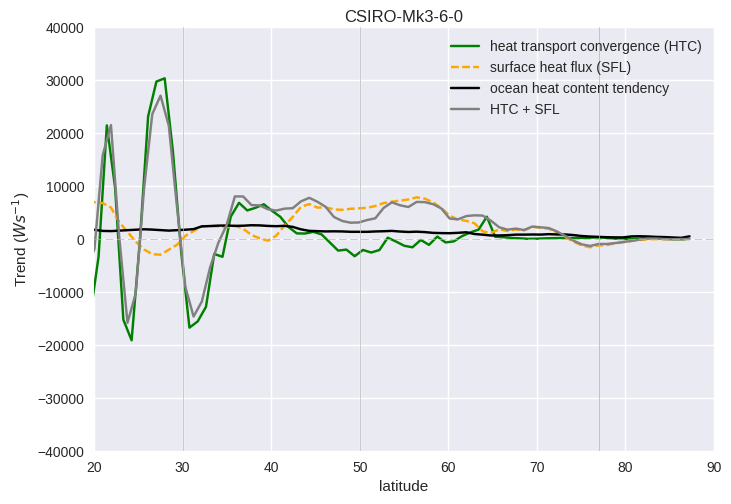 CSIRO-Mk3-6-0
heat transport convergence (HTC)
surface heat flux (SFL)
ocean heat content tendency
HTC + SFL
40000
30000
20000
10000
0
−10000
−20000
−30000
−40000
Trend (Ws⁻¹)
20 30 40 50 60 70 80 90
latitude